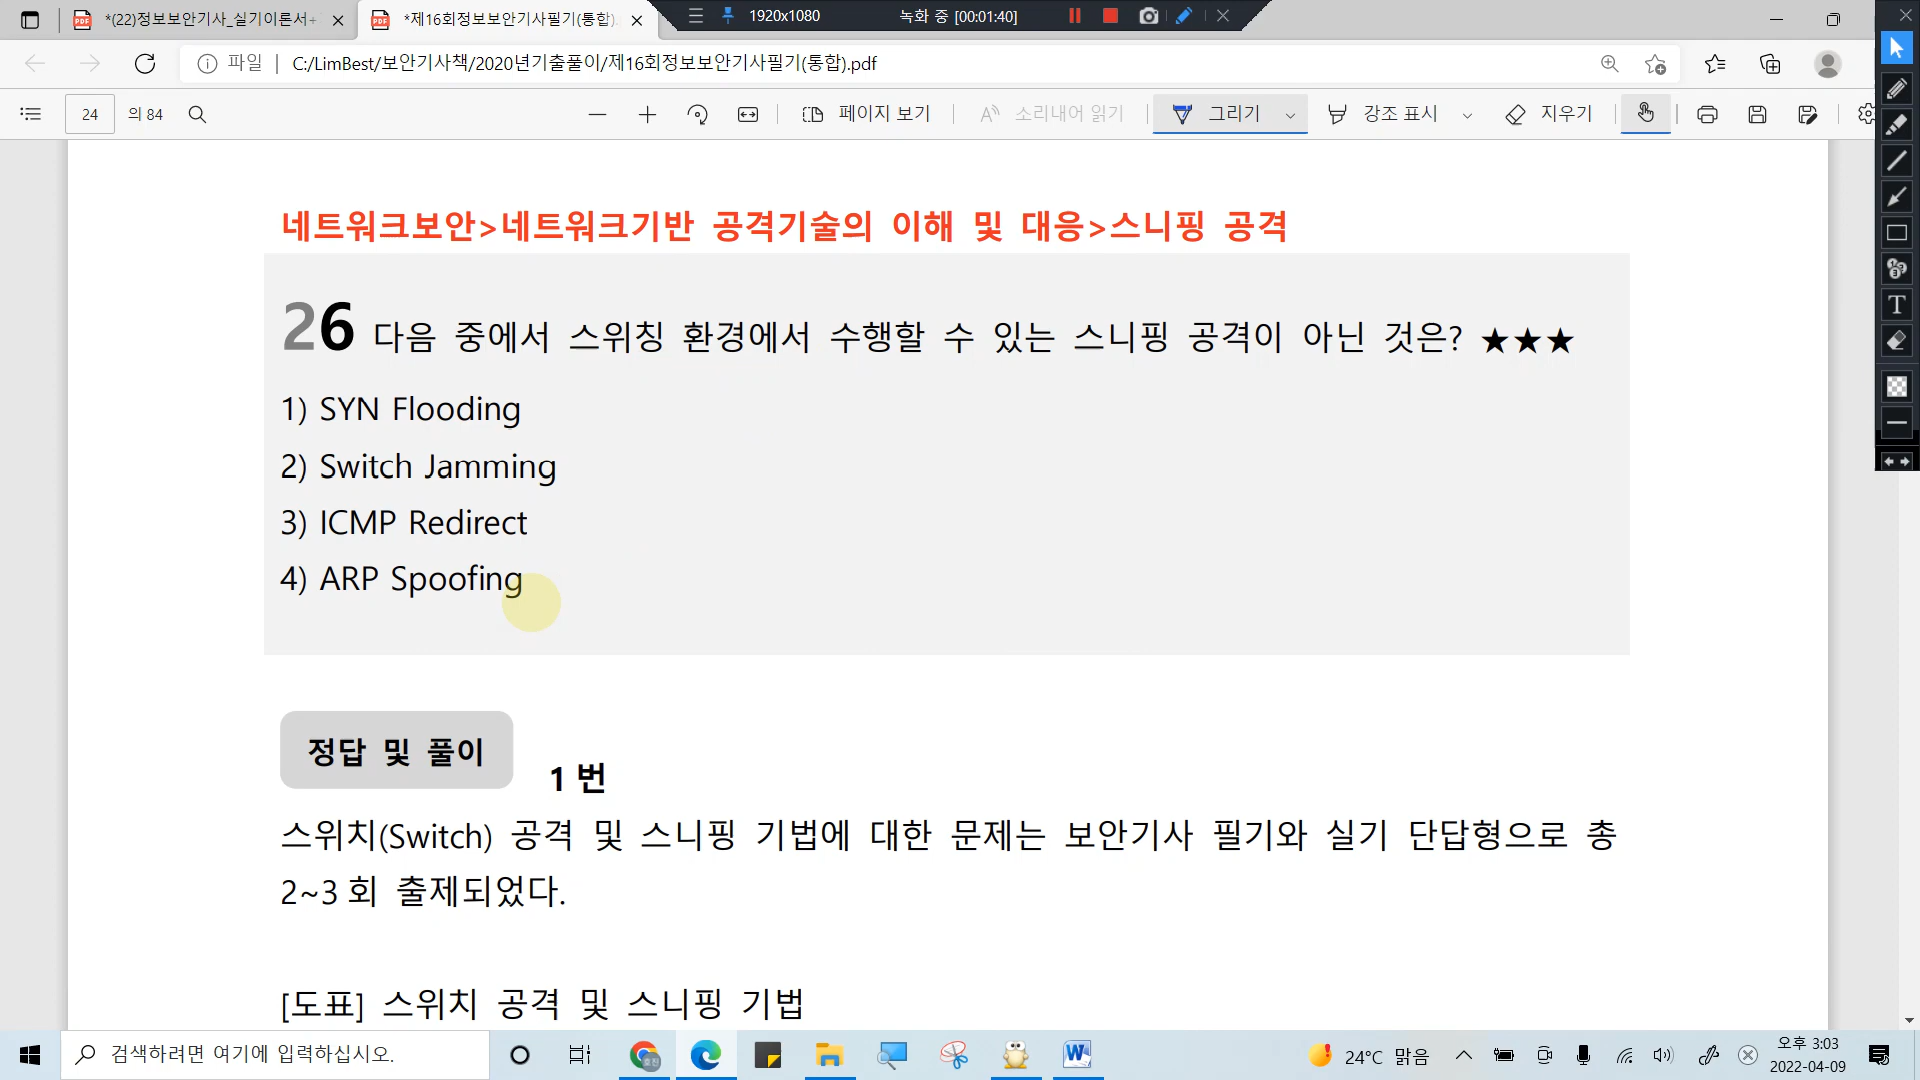 *(22)정보보안기사_실기이론서+
*제16회정보보안기사필기(통합).
1920x1080
녹화 중 [00:01:40]
파일
C:/LimBest/보안기사책/2020년기출풀이/제16회정보보안기사필기(통합).pdf
24 의 84
페이지 보기
소리내어 읽기
그리기
강조 표시
지우기
네트워크보안>네트워크기반 공격기술의 이해 및 대응>스니핑 공격
26 다음 중에서 스위칭 환경에서 수행할 수 있는 스니핑 공격이 아닌 것은? ★★★
1) SYN Flooding
2) Switch Jamming
3) ICMP Redirect
4) ARP Spoofing
정답 및 풀이
1 번
스위치(Switch) 공격 및 스니핑 기법에 대한 문제는 보안기사 필기와 실기 단답형으로 총
2~3 회 출제되었다.
[도표] 스위치 공격 및 스니핑 기법
검색하려면 여기에 입력하십시오.
24°C 맑음
오후 3:03
2022-04-09